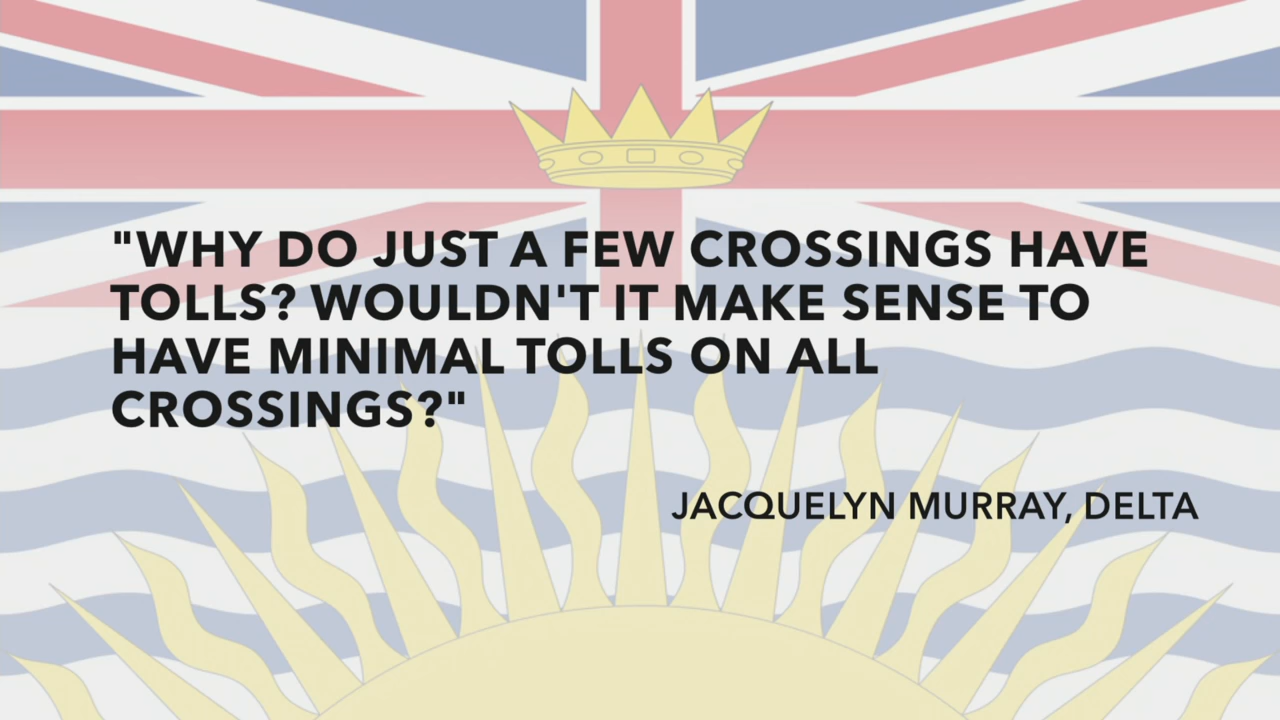 "WHY DO JUST A FEW CROSSINGS HAVE
TOLLS? WOULDN'T IT MAKE SENSE TO
HAVE MINIMAL TOLLS ON ALL
CROSSINGS?"
JACQUELYN MURRAY, DELTA